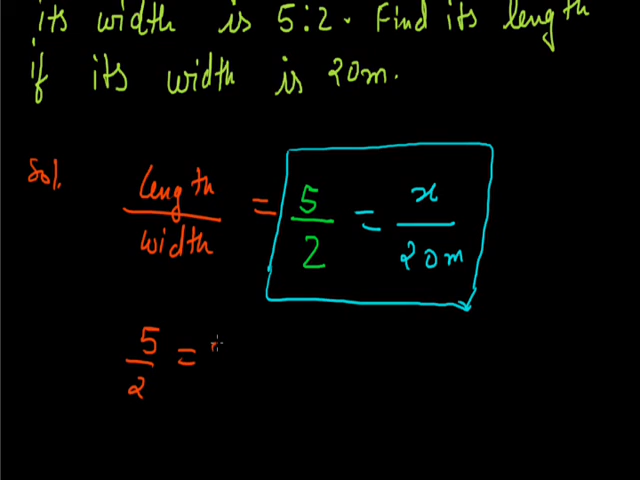 its width is 5:2. Find its length
if its width is 20m.
Sol. length/width = 5/2 = x/20m
5/2 =